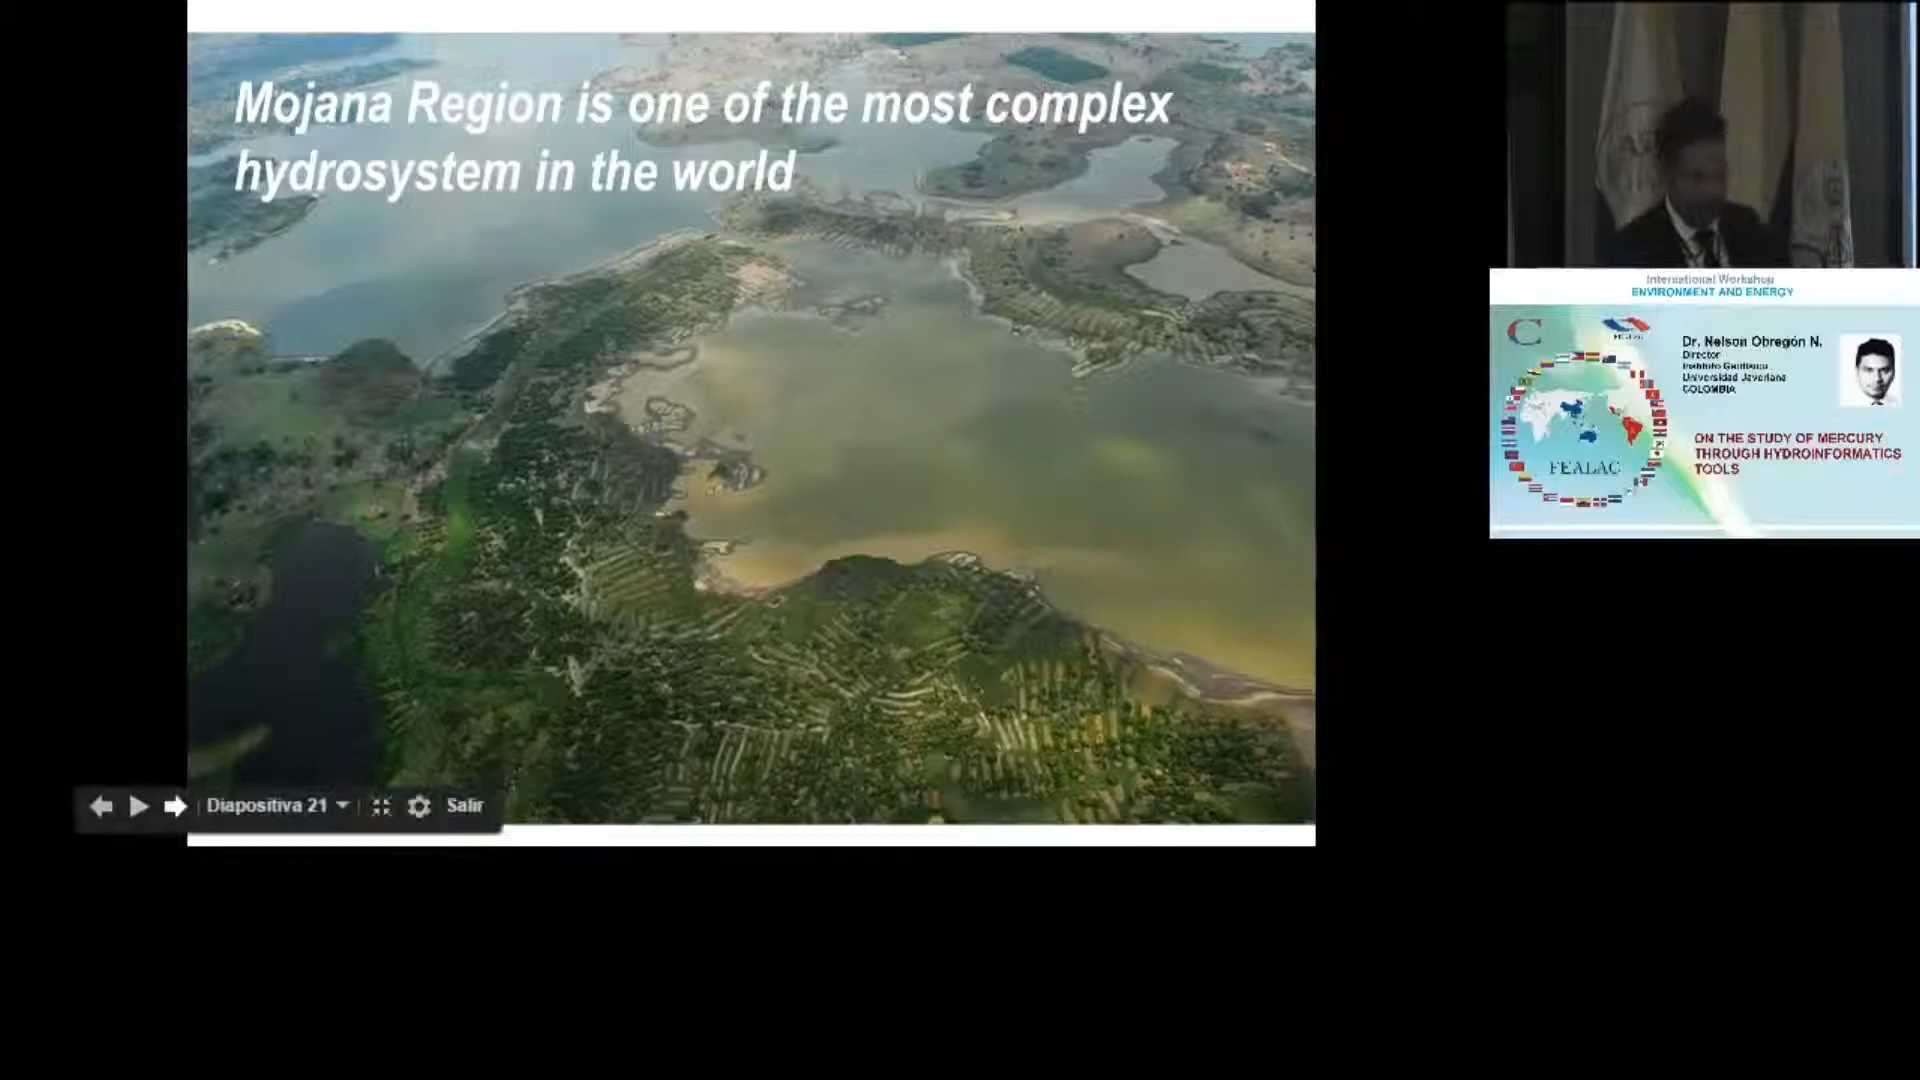 Mojana Region is one of the most complex
hydrosystem in the world
Diapositiva 21
Salir
International Workshop
ENVIRONMENT AND ENERGY
FEALAC
Dr. Nelson Obregón N.
Director
Universidad Javeriana
COLOMBIA
ON THE STUDY OF MERCURY
THROUGH HYDROINFORMATICS
TOOLS